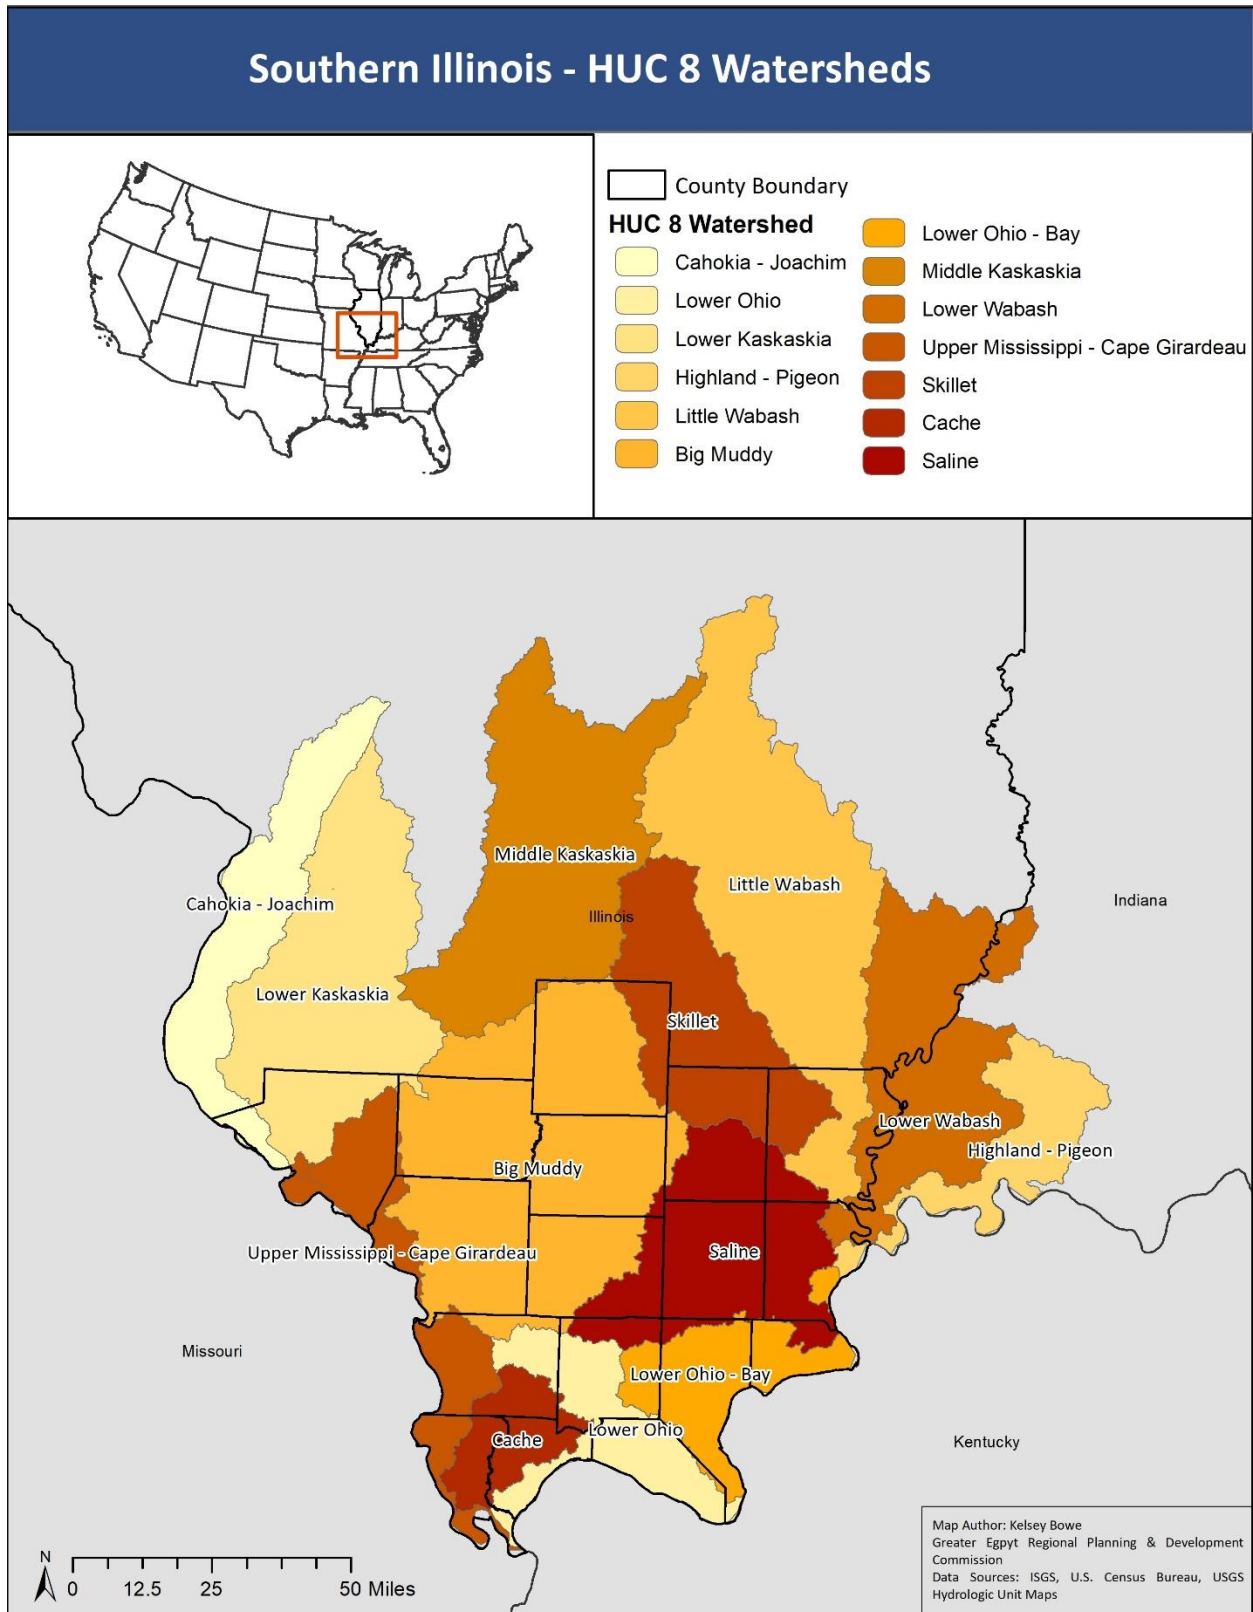 Southern Illinois - HUC 8 Watersheds
County Boundary
HUC 8 Watershed
Cahokia - Joachim
Lower Ohio
Lower Kaskaskia
Highland - Pigeon
Little Wabash
Big Muddy
Lower Ohio - Bay
Middle Kaskaskia
Lower Wabash
Upper Mississippi - Cape Girardeau
Skillet
Cache
Saline
Middle Kaskaskia
Little Wabash
Cahokia - Joachim
Illinois
Indiana
Lower Kaskaskia
Skillet
Lower Wabash
Highland - Pigeon
Big Muddy
Upper Mississippi - Cape Girardeau
Saline
Missouri
Lower Ohio - Bay
Lower Ohio
Cache
Kentucky
N
0 12.5 25 50 Miles
Map Author: Kelsey Bowe
Greater Egpyt Regional Planning & Development
Commission
Data Sources: ISGS, U.S. Census Bureau, USGS
Hydrologic Unit Maps